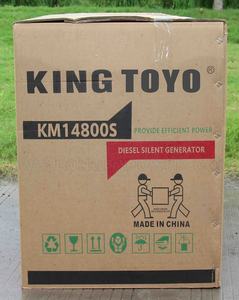 KING TOYO®
KM14800S
PROVIDE EFFICIENT POWER
DIESEL SILENT GENERATOR
MADE IN CHINA